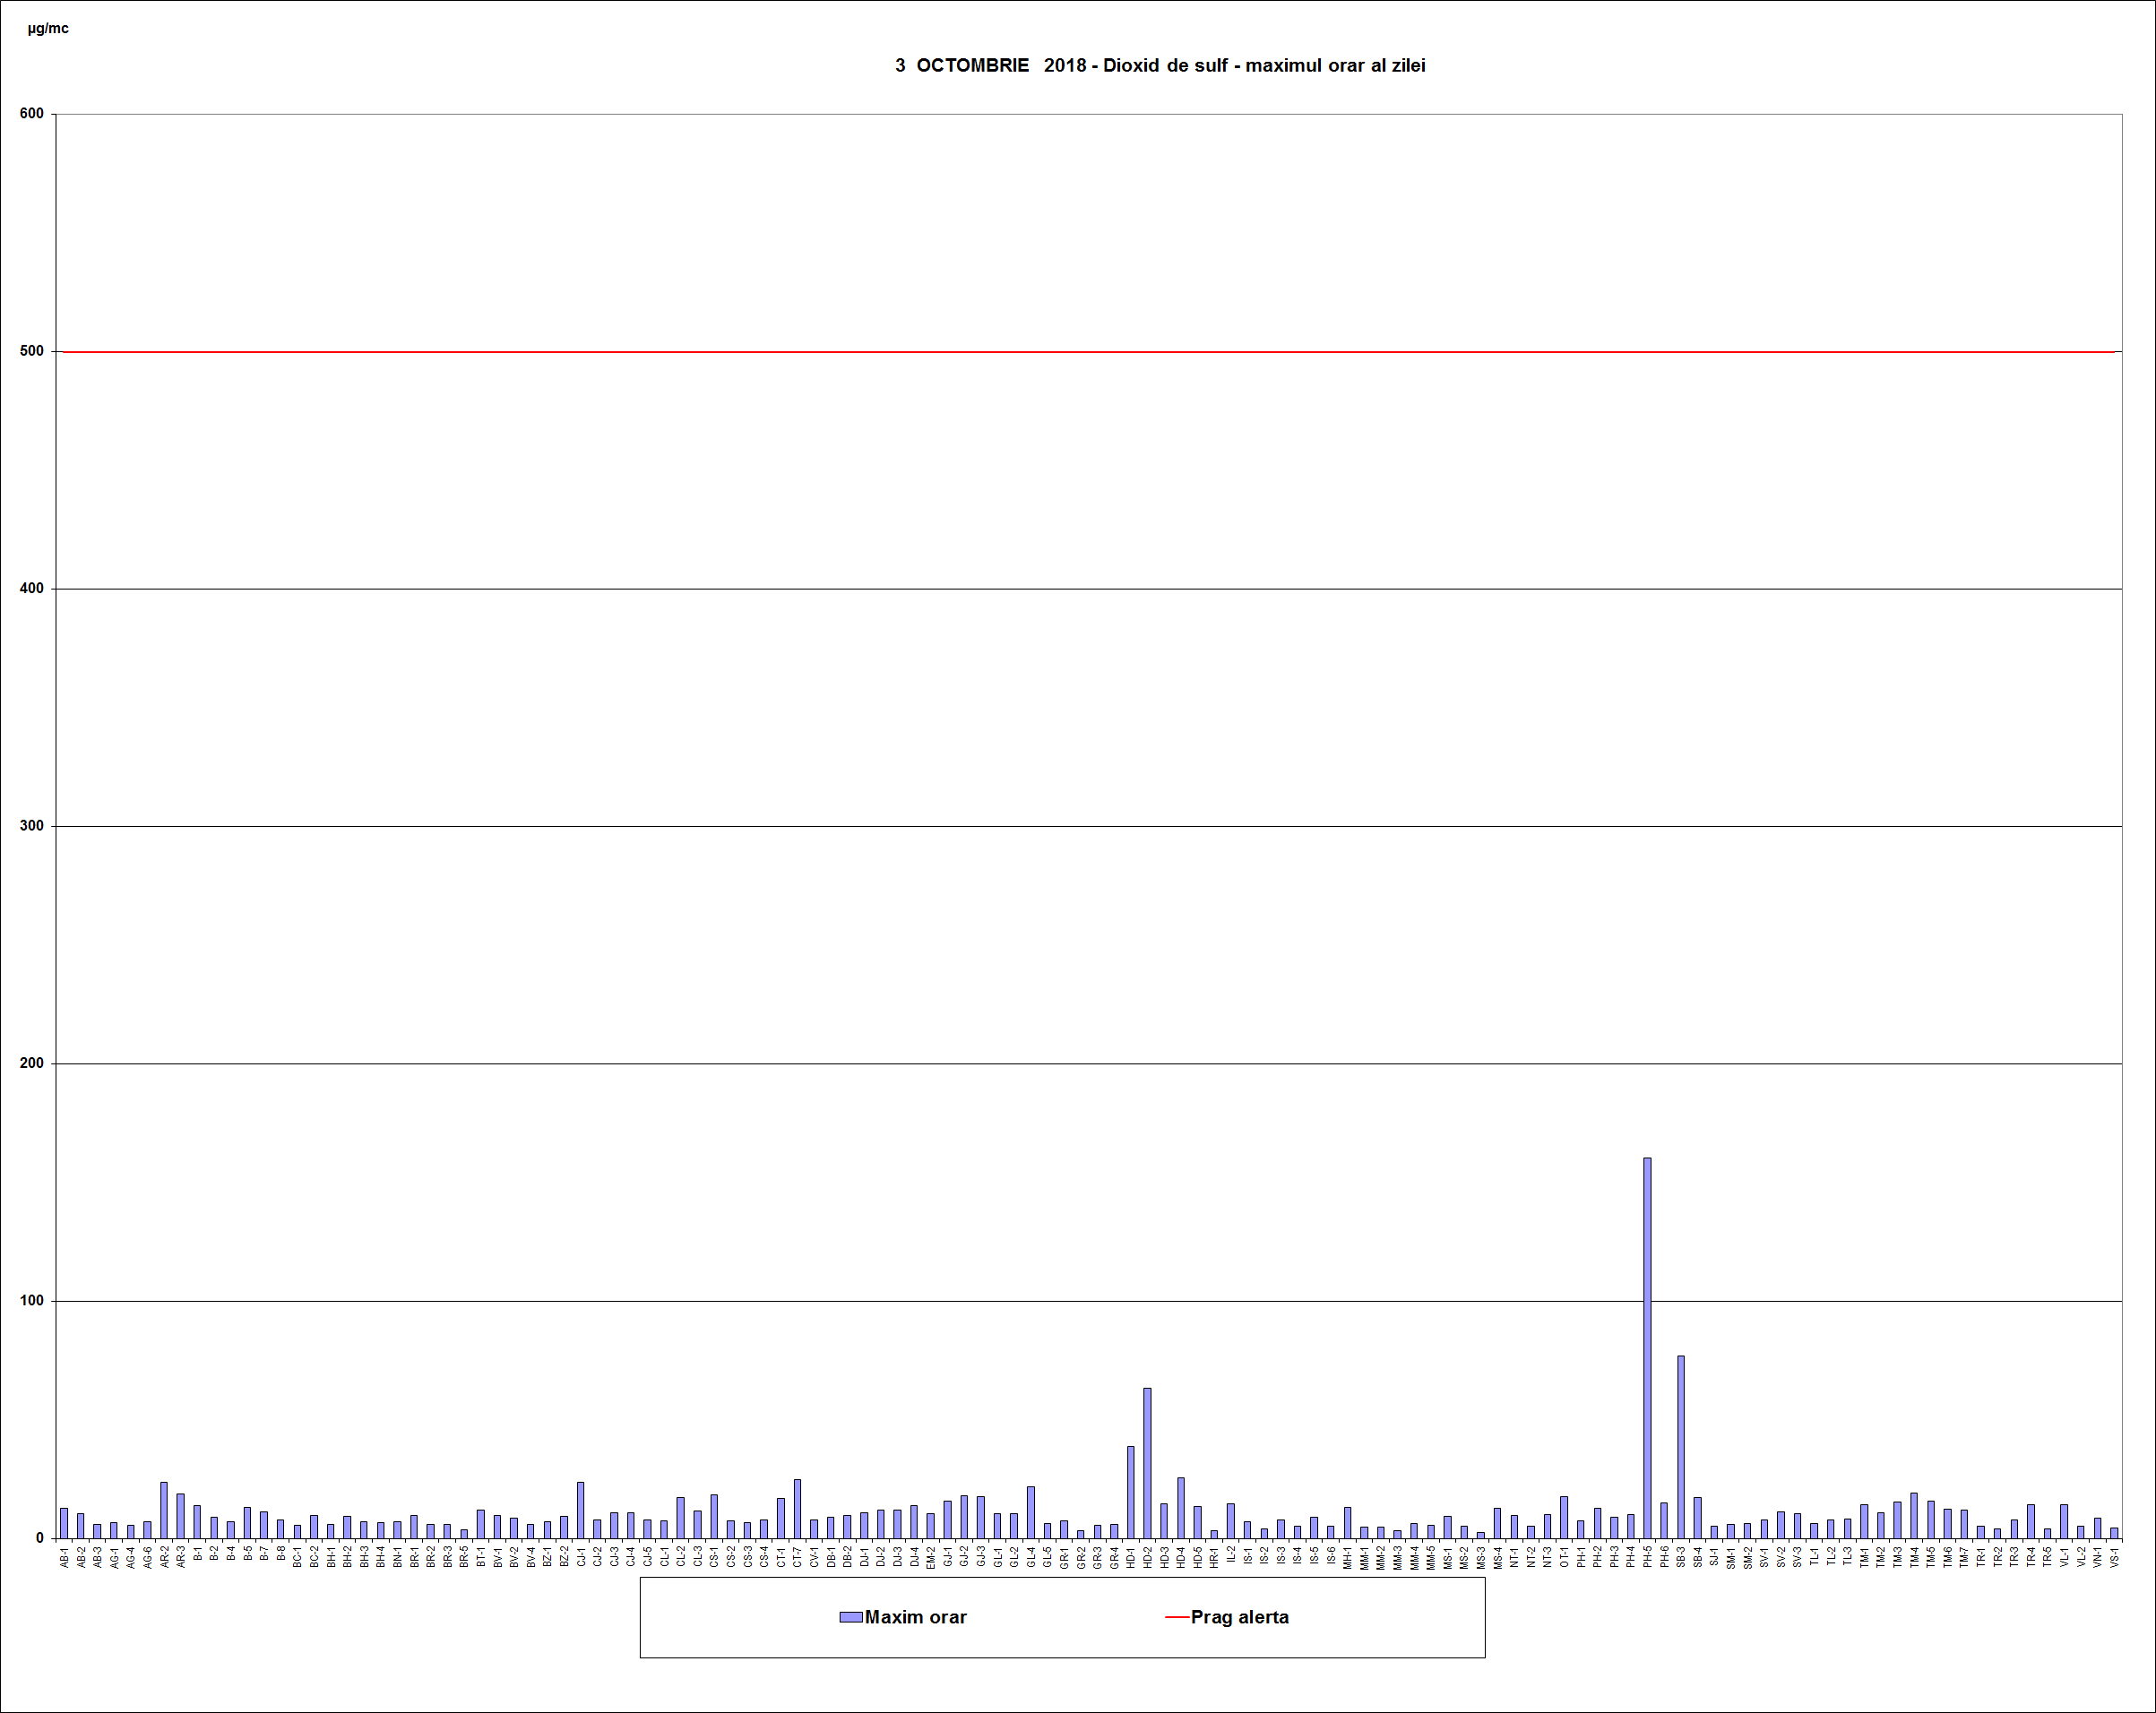 µg/mc
3 OCTOMBRIE 2018 - Dioxid de sulf - maximul orar al zilei
600
500
400
300
200
100
0
AB-1 AB-2 AB-3 AG-1 AG-4 AG-6 AR-2 AR-3 B-1 B-2 B-4 B-5 B-7 B-8 BC-1 BC-2 BH-1 BH-2 BH-3 BH-4 BN-1 BR-1 BR-2 BR-3 BR-5 BT-1 BV-1 BV-2 BV-4 BZ-1 BZ-2 CJ-1 CJ-2 CJ-3 CJ-4 CJ-5 CL-1 CL-2 CL-3 CS-1 CS-2 CS-3 CS-4 CT-1 CT-7 CV-1 DB-1 DB-2 DJ-1 DJ-2 DJ-3 DJ-4 EM-2 GJ-1 GJ-2 GJ-3 GL-1 GL-2 GL-4 GL-5 GR-1 GR-2 GR-3 GR-4 HD-1 HD-2 HD-3 HD-4 HD-5 HR-1 IL-2 IS-1 IS-2 IS-3 IS-4 IS-5 IS-6 MH-1 MM-1 MM-2 MM-3 MM-4 MM-5 MS-1 MS-2 MS-3 MS-4 NT-1 NT-2 NT-3 OT-1 PH-1 PH-2 PH-3 PH-4 PH-5 PH-6 SB-3 SB-4 SJ-1 SM-1 SM-2 SV-1 SV-2 SV-3 TL-1 TL-2 TL-3 TM-1 TM-2 TM-3 TM-4 TM-5 TM-6 TM-7 TR-1 TR-2 TR-3 TR-4 TR-5 VL-1 VL-2 VN-1 VS-1
Maxim orar Prag alerta